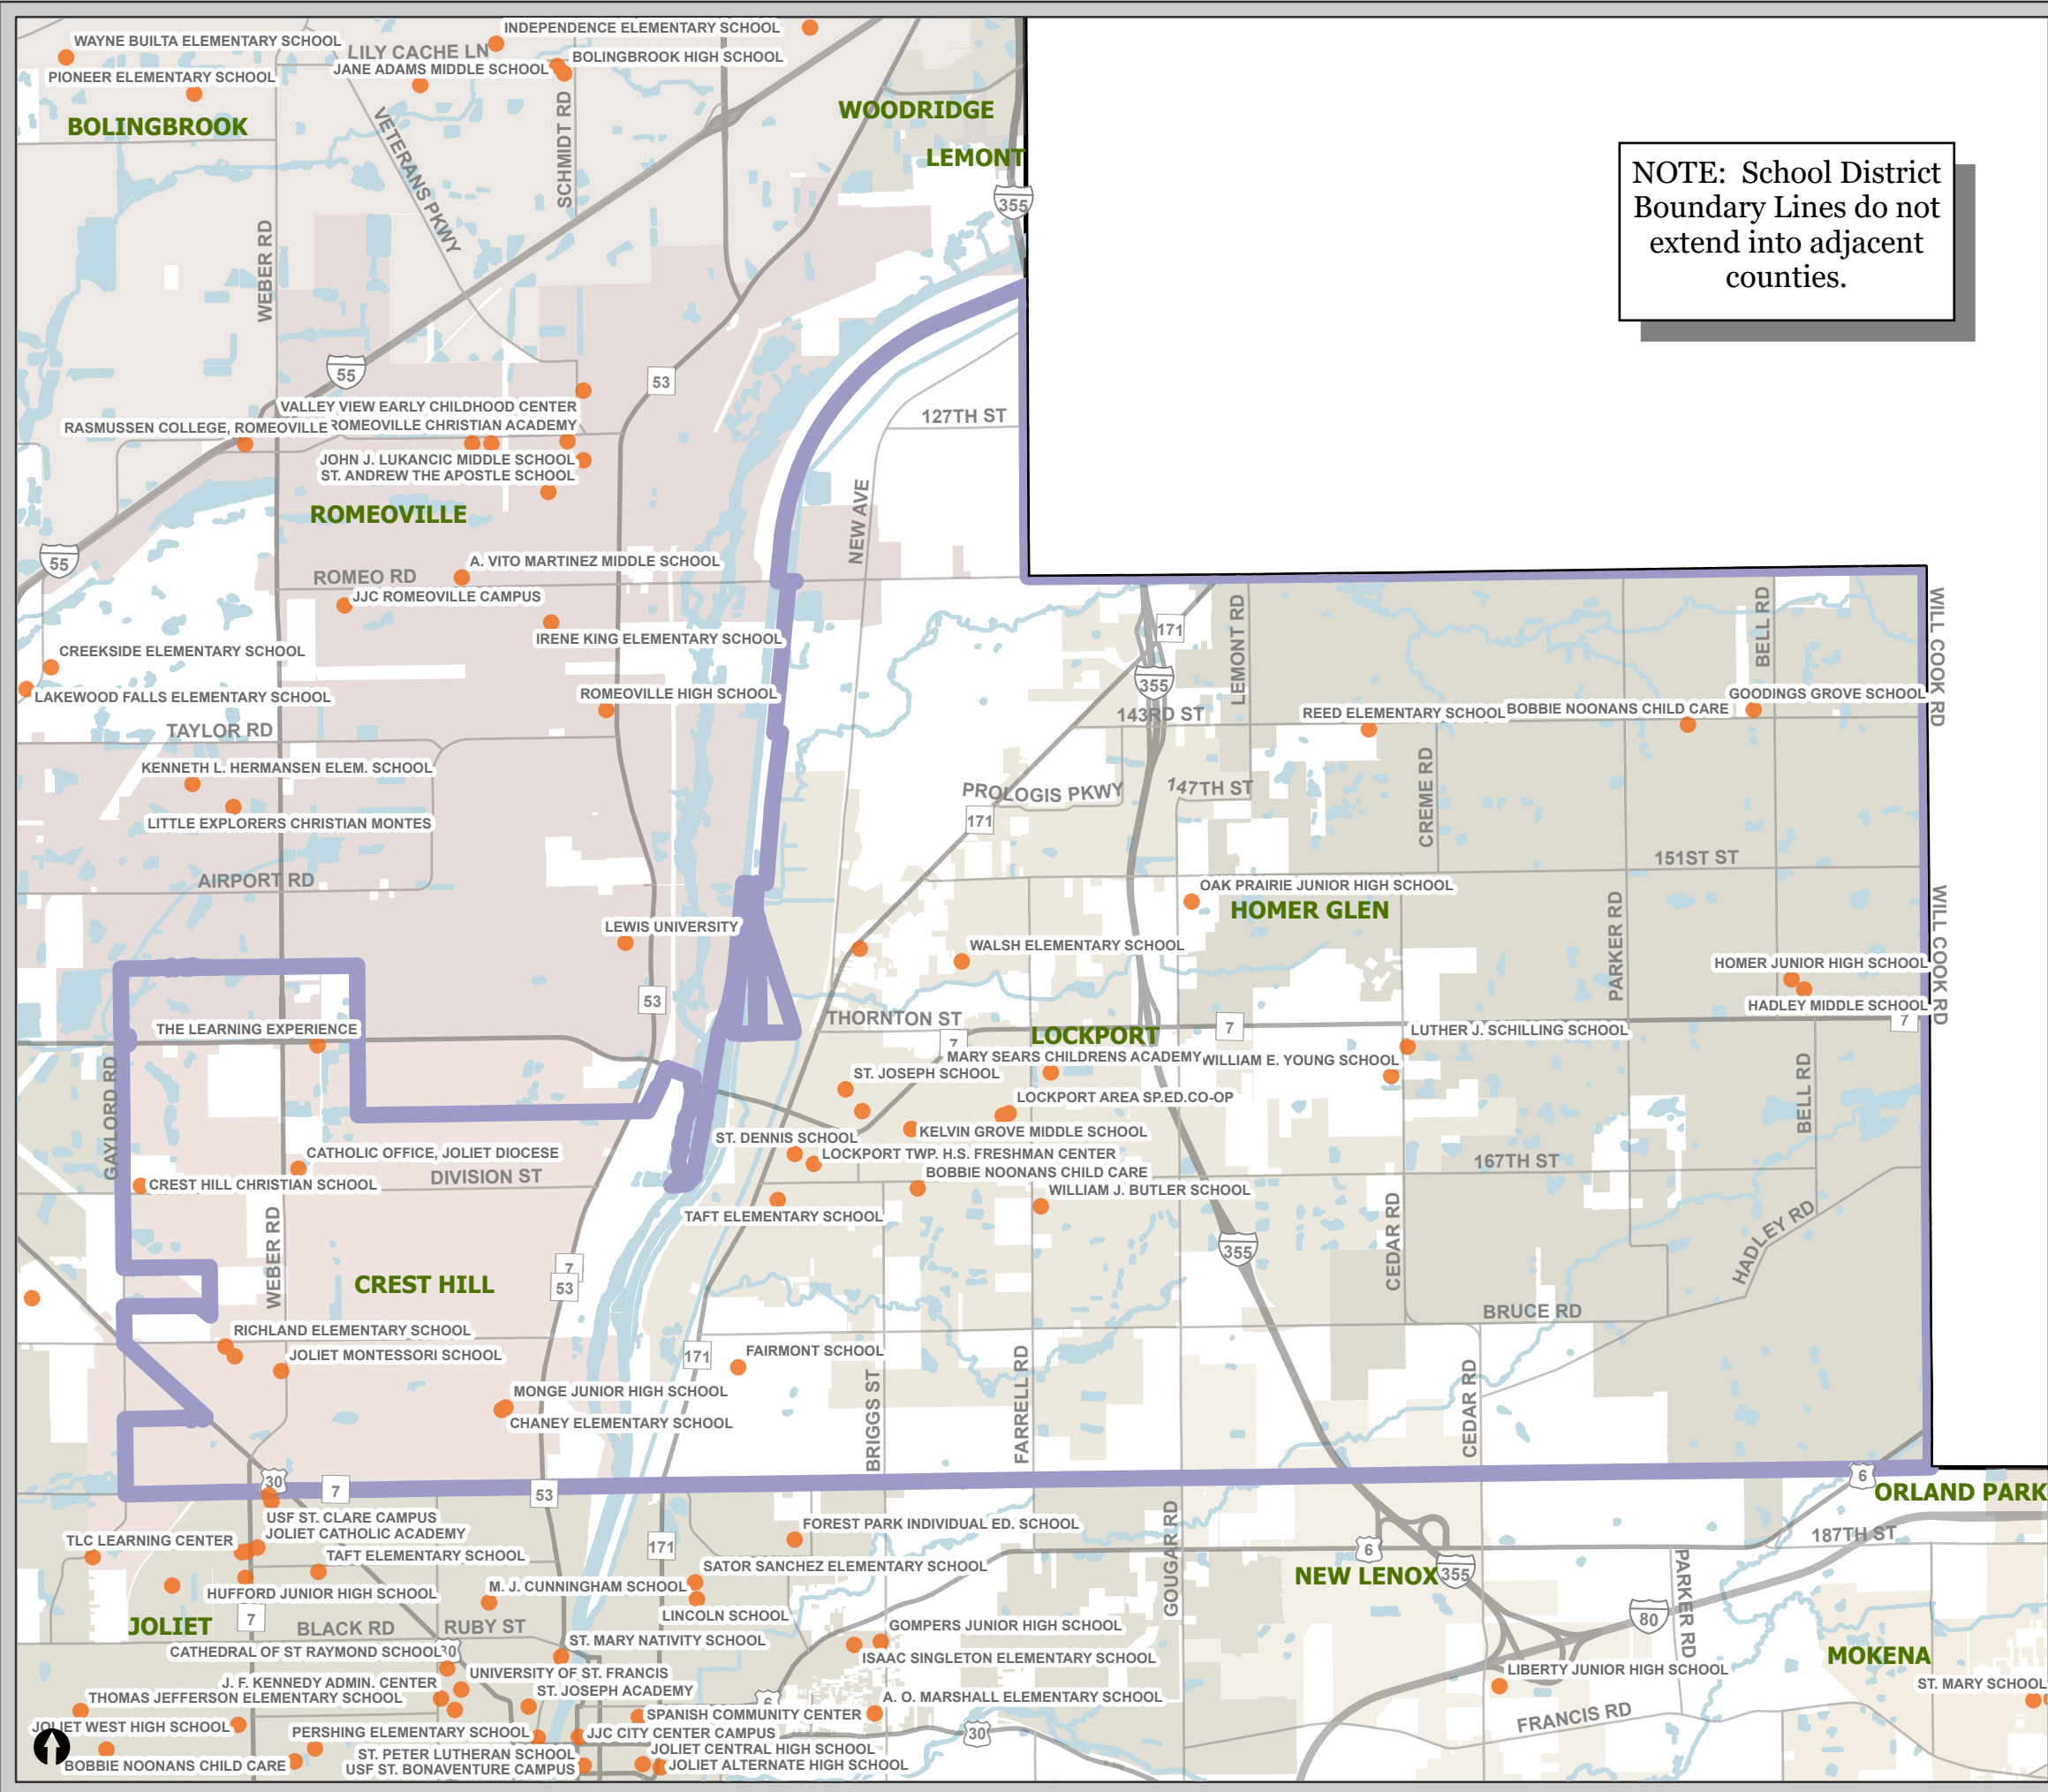 INDEPENDENCE ELEMENTARY SCHOOL
WAYNE BUILTA ELEMENTARY SCHOOL
LILY CACHE LN
BOLINGBROOK HIGH SCHOOL
JANE ADAMS MIDDLE SCHOOL
PIONEER ELEMENTARY SCHOOL
BOLINGBROOK
WOODRIDGE
LEMONT
VETERANS PKWY
SCHMIDT RD
WEBER RD
355
NOTE: School District
Boundary Lines do not
extend into adjacent
counties.
55
53
VALLEY VIEW EARLY CHILDHOOD CENTER
RASMUSSEN COLLEGE, ROMEOVILLE
ROMEOVILLE CHRISTIAN ACADEMY
127TH ST
JOHN J. LUKANCIC MIDDLE SCHOOL
ST. ANDREW THE APOSTLE SCHOOL
ROMEOVILLE
NEW AVE
55
A. VITO MARTINEZ MIDDLE SCHOOL
ROMEO RD
JJC ROMEOVILLE CAMPUS
IRENE KING ELEMENTARY SCHOOL
171
LEMONT RD
BELL RD
WILL COOK RD
CREEKSIDE ELEMENTARY SCHOOL
LAKEWOOD FALLS ELEMENTARY SCHOOL
ROMEOVILLE HIGH SCHOOL
355
GOODINGS GROVE SCHOOL
143RD ST
REED ELEMENTARY SCHOOL
BOBBIE NOONANS CHILD CARE
TAYLOR RD
KENNETH L. HERMANSEN ELEM. SCHOOL
PROLOGIS PKWY
147TH ST
CREME RD
LITTLE EXPLORERS CHRISTIAN MONTES
171
151ST ST
AIRPORT RD
OAK PRAIRIE JUNIOR HIGH SCHOOL
HOMER GLEN
LEWIS UNIVERSITY
WALSH ELEMENTARY SCHOOL
PARKER RD
WILL COOK RD
HOMER JUNIOR HIGH SCHOOL
53
HADLEY MIDDLE SCHOOL
THE LEARNING EXPERIENCE
THORNTON ST
7
LOCKPORT
7
7
LUTHER J. SCHILLING SCHOOL
MARY SEARS CHILDRENS ACADEMY
WILLIAM E. YOUNG SCHOOL
GAYLORD RD
ST. JOSEPH SCHOOL
BELL RD
LOCKPORT AREA SP.ED.CO-OP
ST. DENNIS SCHOOL
KELVIN GROVE MIDDLE SCHOOL
CATHOLIC OFFICE, JOLIET DIOCESE
LOCKPORT TWP. H.S. FRESHMAN CENTER
167TH ST
DIVISION ST
BOBBIE NOONANS CHILD CARE
CREST HILL CHRISTIAN SCHOOL
WILLIAM J. BUTLER SCHOOL
TAFT ELEMENTARY SCHOOL
CEDAR RD
HADLEY RD
WEBER RD
355
7
53
CREST HILL
BRUCE RD
RICHLAND ELEMENTARY SCHOOL
JOLIET MONTESSORI SCHOOL
171
FAIRMONT SCHOOL
MONGE JUNIOR HIGH SCHOOL
CHANEY ELEMENTARY SCHOOL
BRIGGS ST
FARRELL RD
CEDAR RD
30
7
53
6
ORLAND PARK
USF ST. CLARE CAMPUS
JOLIET CATHOLIC ACADEMY
FOREST PARK INDIVIDUAL ED. SCHOOL
187TH ST
TLC LEARNING CENTER
171
GOUGAR RD
6
TAFT ELEMENTARY SCHOOL
SATOR SANCHEZ ELEMENTARY SCHOOL
NEW LENOX
355
PARKER RD
HUFFORD JUNIOR HIGH SCHOOL
M. J. CUNNINGHAM SCHOOL
LINCOLN SCHOOL
JOLIET
7
BLACK RD
RUBY ST
80
GOMPERS JUNIOR HIGH SCHOOL
ST. MARY NATIVITY SCHOOL
CATHEDRAL OF ST RAYMOND SCHOOL
30
ISAAC SINGLETON ELEMENTARY SCHOOL
MOKENA
UNIVERSITY OF ST. FRANCIS
LIBERTY JUNIOR HIGH SCHOOL
J. F. KENNEDY ADMIN. CENTER
ST. JOSEPH ACADEMY
ST. MARY SCHOOL
THOMAS JEFFERSON ELEMENTARY SCHOOL
6
A. O. MARSHALL ELEMENTARY SCHOOL
SPANISH COMMUNITY CENTER
FRANCIS RD
JOLIET WEST HIGH SCHOOL
PERSHING ELEMENTARY SCHOOL
JJC CITY CENTER CAMPUS
30
ST. PETER LUTHERAN SCHOOL
JOLIET CENTRAL HIGH SCHOOL
BOBBIE NOONANS CHILD CARE
USF ST. BONAVENTURE CAMPUS
JOLIET ALTERNATE HIGH SCHOOL